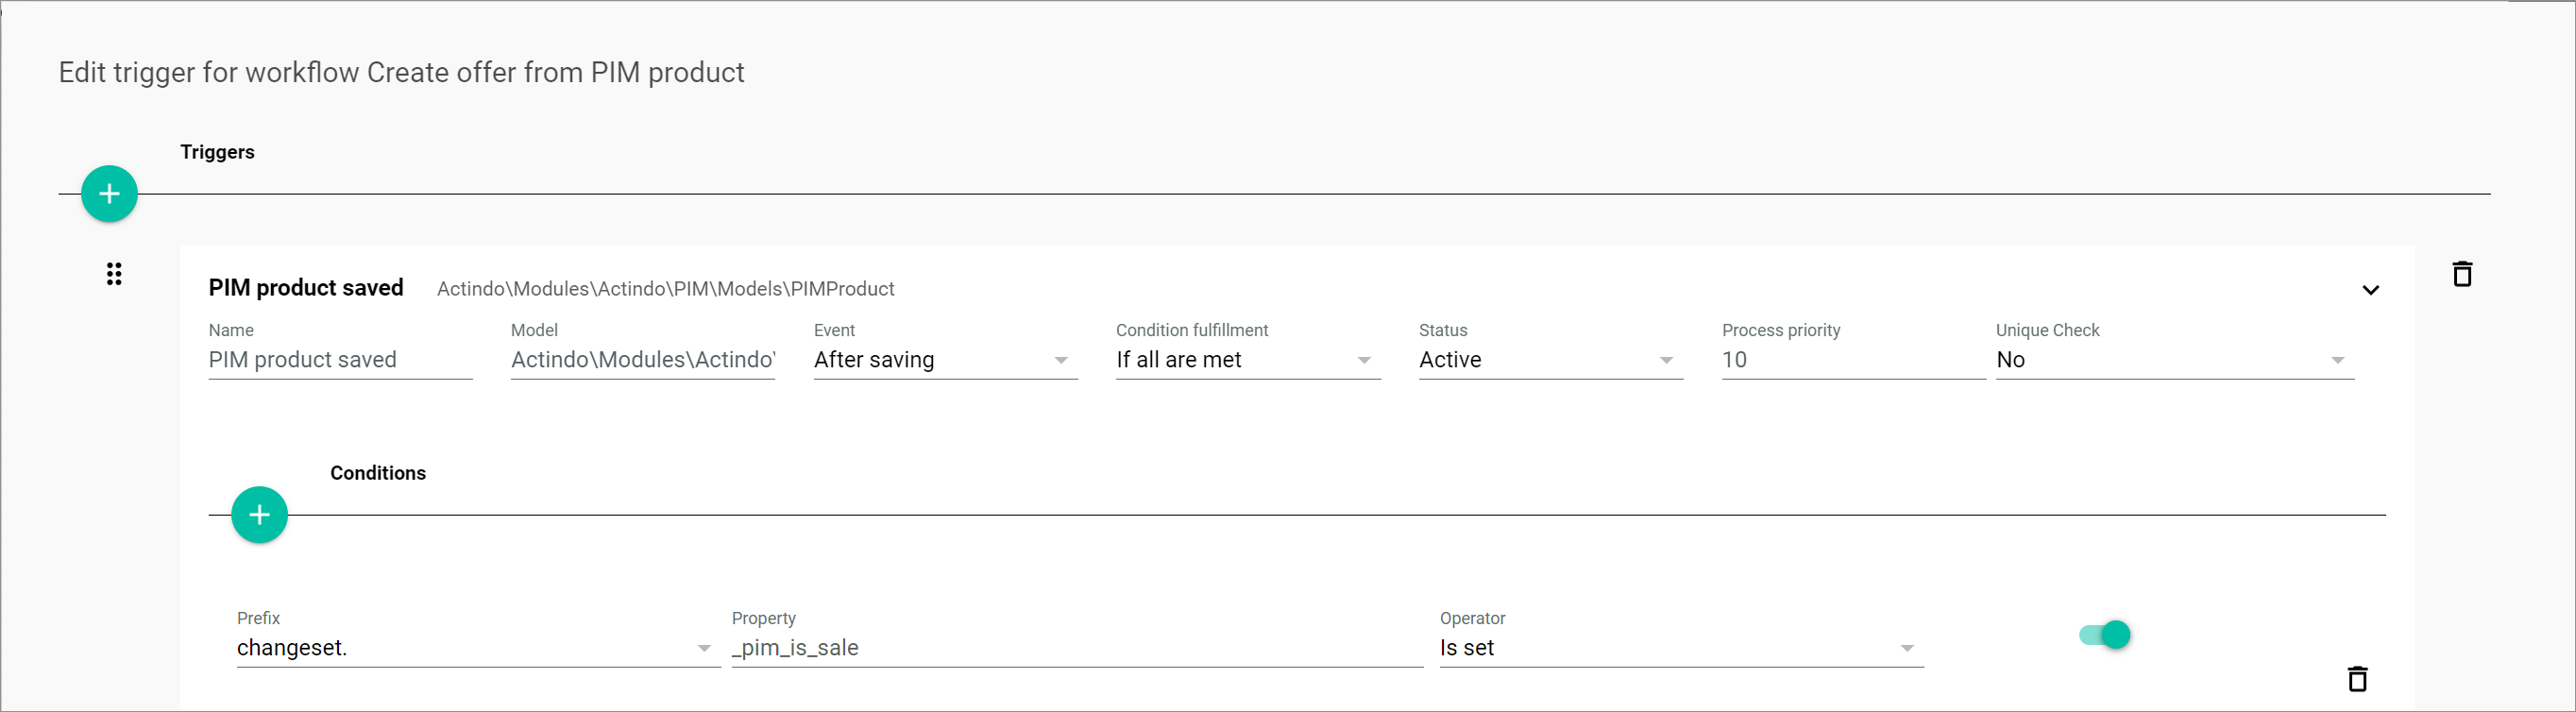 Edit trigger for workflow Create offer from PIM product
Triggers
PIM product saved Actindo\Modules\Actindo\PIM\Models\PIMProduct
Name Model Event Condition fulfillment Status Process priority Unique Check
PIM product saved Actindo\Modules\Actindo\ After saving If all are met Active 10 No
Conditions
Prefix Property Operator
changeset. _pim_is_sale Is set